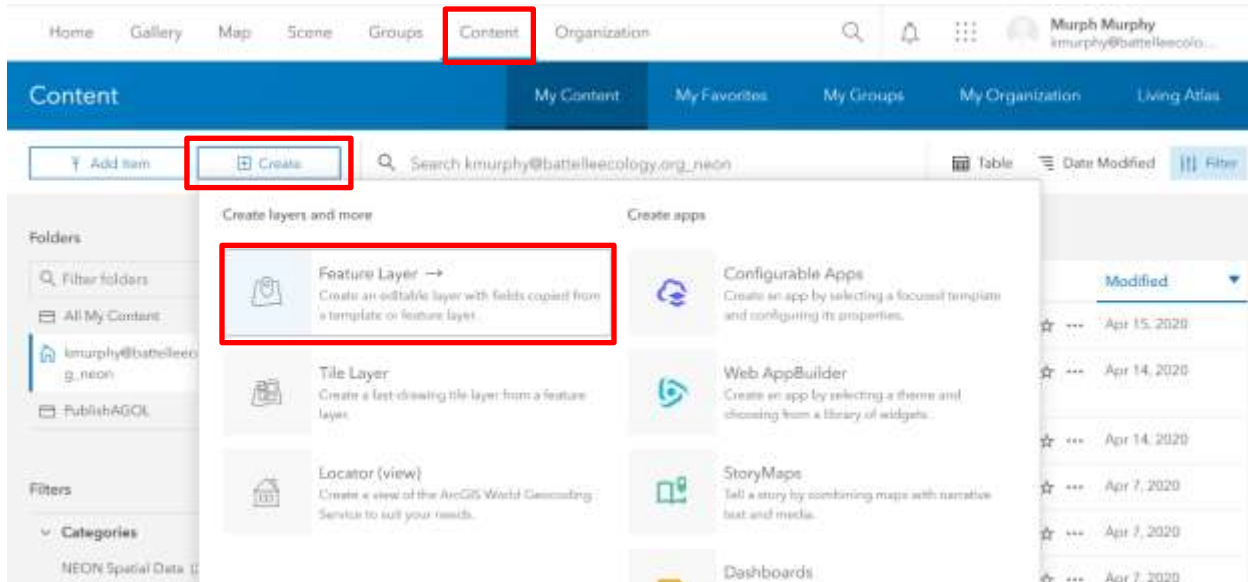 Home Gallery Map Scene Groups Content Organization
Murph Murphy
kmurphy@battelleecolo...
Content My Content My Favorites My Groups My Organization Living Atlas
Add Item Create Search kmurphy@battelleecology.org_neon Table Date Modified Filter
Create layers and more Create apps
Folders
Filter folders
All My Content
kmurphy@battelleeco
g_neon
PublishAGOL
Filters
Categories
NEON Spatial Data
Feature Layer →
Create an editable layer with fields copied from
a template or feature layer.
Tile Layer
Create a fast-drawing tile layer from a feature
layer.
Locator (view)
Create a view of the ArcGIS World Geocoding
Service to suit your needs.
Configurable Apps
Create an app by selecting a focused template
and configuring its properties.
Web AppBuilder
Create an app by selecting a theme and
choosing from a library of widgets.
StoryMaps
Tell a story by combining maps with narrative
text and media.
Dashboards
Modified
Apr 15, 2020
Apr 14, 2020
Apr 14, 2020
Apr 7, 2020
Apr 7, 2020
Apr 7, 2020